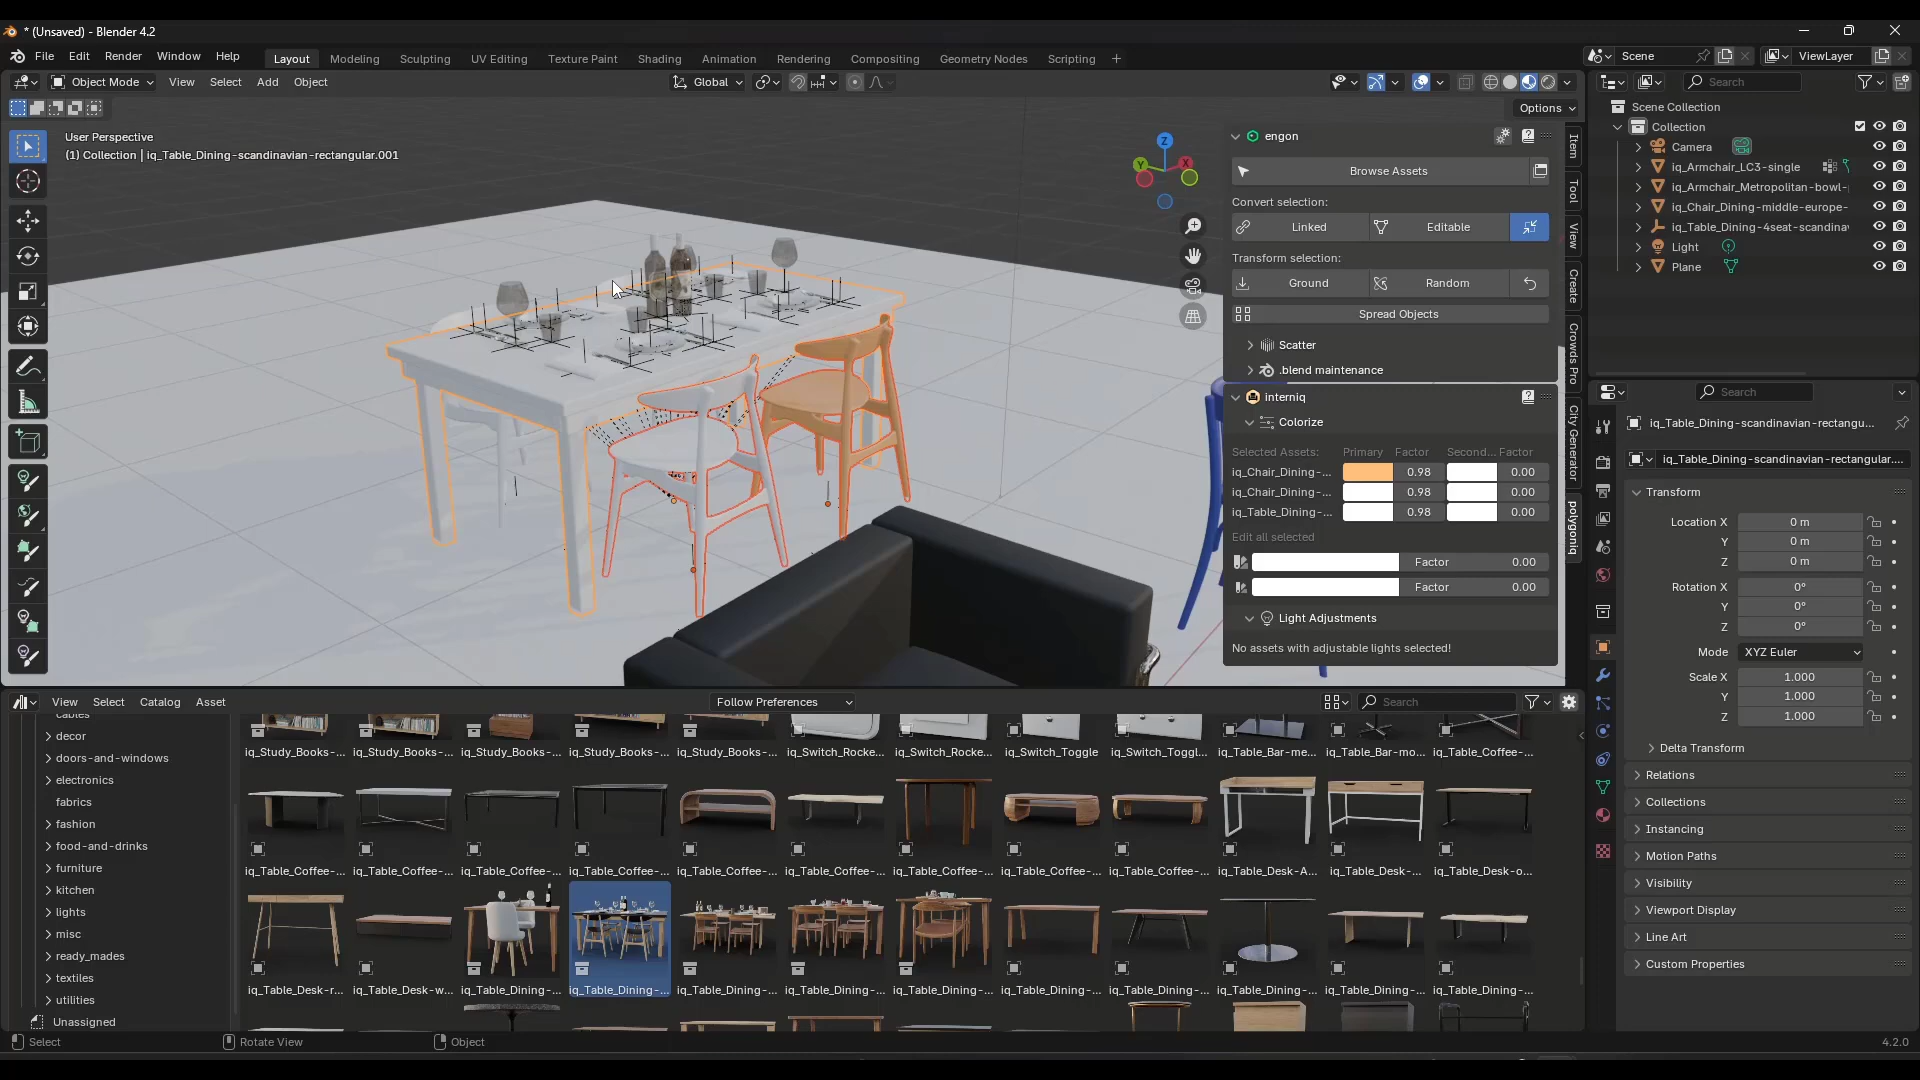 * (Unsaved) - Blender 4.2
File Edit Render Window Help
Layout Modeling Sculpting UV Editing Texture Paint Shading Animation Rendering Compositing Geometry Nodes Scripting +
Scene
ViewLayer
Object Mode View Select Add Object
Global
Search
Options
User Perspective
(1) Collection | iq_Table_Dining-scandinavian-rectangular.001
Z
Y
X
engon
Browse Assets
Convert selection:
Linked Editable
Transform selection:
Ground Random
Spread Objects
Scatter
.blend maintenance
interniq
Colorize
Selected Assets: Primary Factor Second... Factor
iq_Chair_Dining-... 0.98 0.00
iq_Chair_Dining-... 0.98 0.00
iq_Table_Dining-... 0.98 0.00
Edit all selected
Factor 0.00
Factor 0.00
Light Adjustments
No assets with adjustable lights selected!
Item
Tool
View
Create
Crowds Pro
City Generator
polygoniq
Scene Collection
Collection
Camera
iq_Armchair_LC3-single
iq_Armchair_Metropolitan-bowl-
iq_Chair_Dining-middle-europe-
iq_Table_Dining-4seat-scandinav
Light
Plane
Search
iq_Table_Dining-scandinavian-rectangu...
iq_Table_Dining-scandinavian-rectangular....
Transform
Location X 0 m
Y 0 m
Z 0 m
Rotation X 0°
Y 0°
Z 0°
Mode XYZ Euler
Scale X 1.000
Y 1.000
Z 1.000
Delta Transform
Relations
Collections
Instancing
Motion Paths
Visibility
Viewport Display
Line Art
Custom Properties
View Select Catalog Asset
Follow Preferences
Search
cables
decor
doors-and-windows
electronics
fabrics
fashion
food-and-drinks
furniture
kitchen
lights
misc
ready_mades
textiles
utilities
Unassigned
iq_Study_Books-... iq_Study_Books-... iq_Study_Books-... iq_Study_Books-... iq_Study_Books-... iq_Switch_Rocke... iq_Switch_Rocke... iq_Switch_Toggle iq_Switch_Toggl... iq_Table_Bar-me... iq_Table_Bar-mo... iq_Table_Coffee-...
iq_Table_Coffee-... iq_Table_Coffee-... iq_Table_Coffee-... iq_Table_Coffee-... iq_Table_Coffee-... iq_Table_Coffee-... iq_Table_Coffee-... iq_Table_Coffee-... iq_Table_Coffee-... iq_Table_Desk-A... iq_Table_Desk-... iq_Table_Desk-o...
iq_Table_Desk-r... iq_Table_Desk-w... iq_Table_Dining-... iq_Table_Dining-... iq_Table_Dining-... iq_Table_Dining-... iq_Table_Dining-... iq_Table_Dining-... iq_Table_Dining-... iq_Table_Dining-... iq_Table_Dining-... iq_Table_Dining-...
Select Rotate View Object
4.2.0